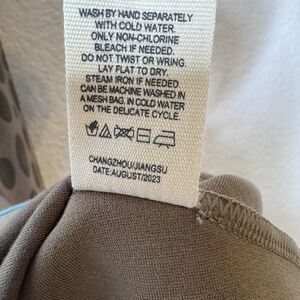 WASH BY HAND SEPARATELY
WITH COLD WATER.
ONLY NON-CHLORINE
BLEACH IF NEEDED.
DO NOT TWIST OR WRING.
LAY FLAT TO DRY.
STEAM IRON IF NEEDED
CAN BE MACHINE WASHED IN
A MESH BAG, IN COLD WATER
ON THE DELICATE CYCLE.
CHANGZHOU/JIANGSU
DATE:AUGUST/2023